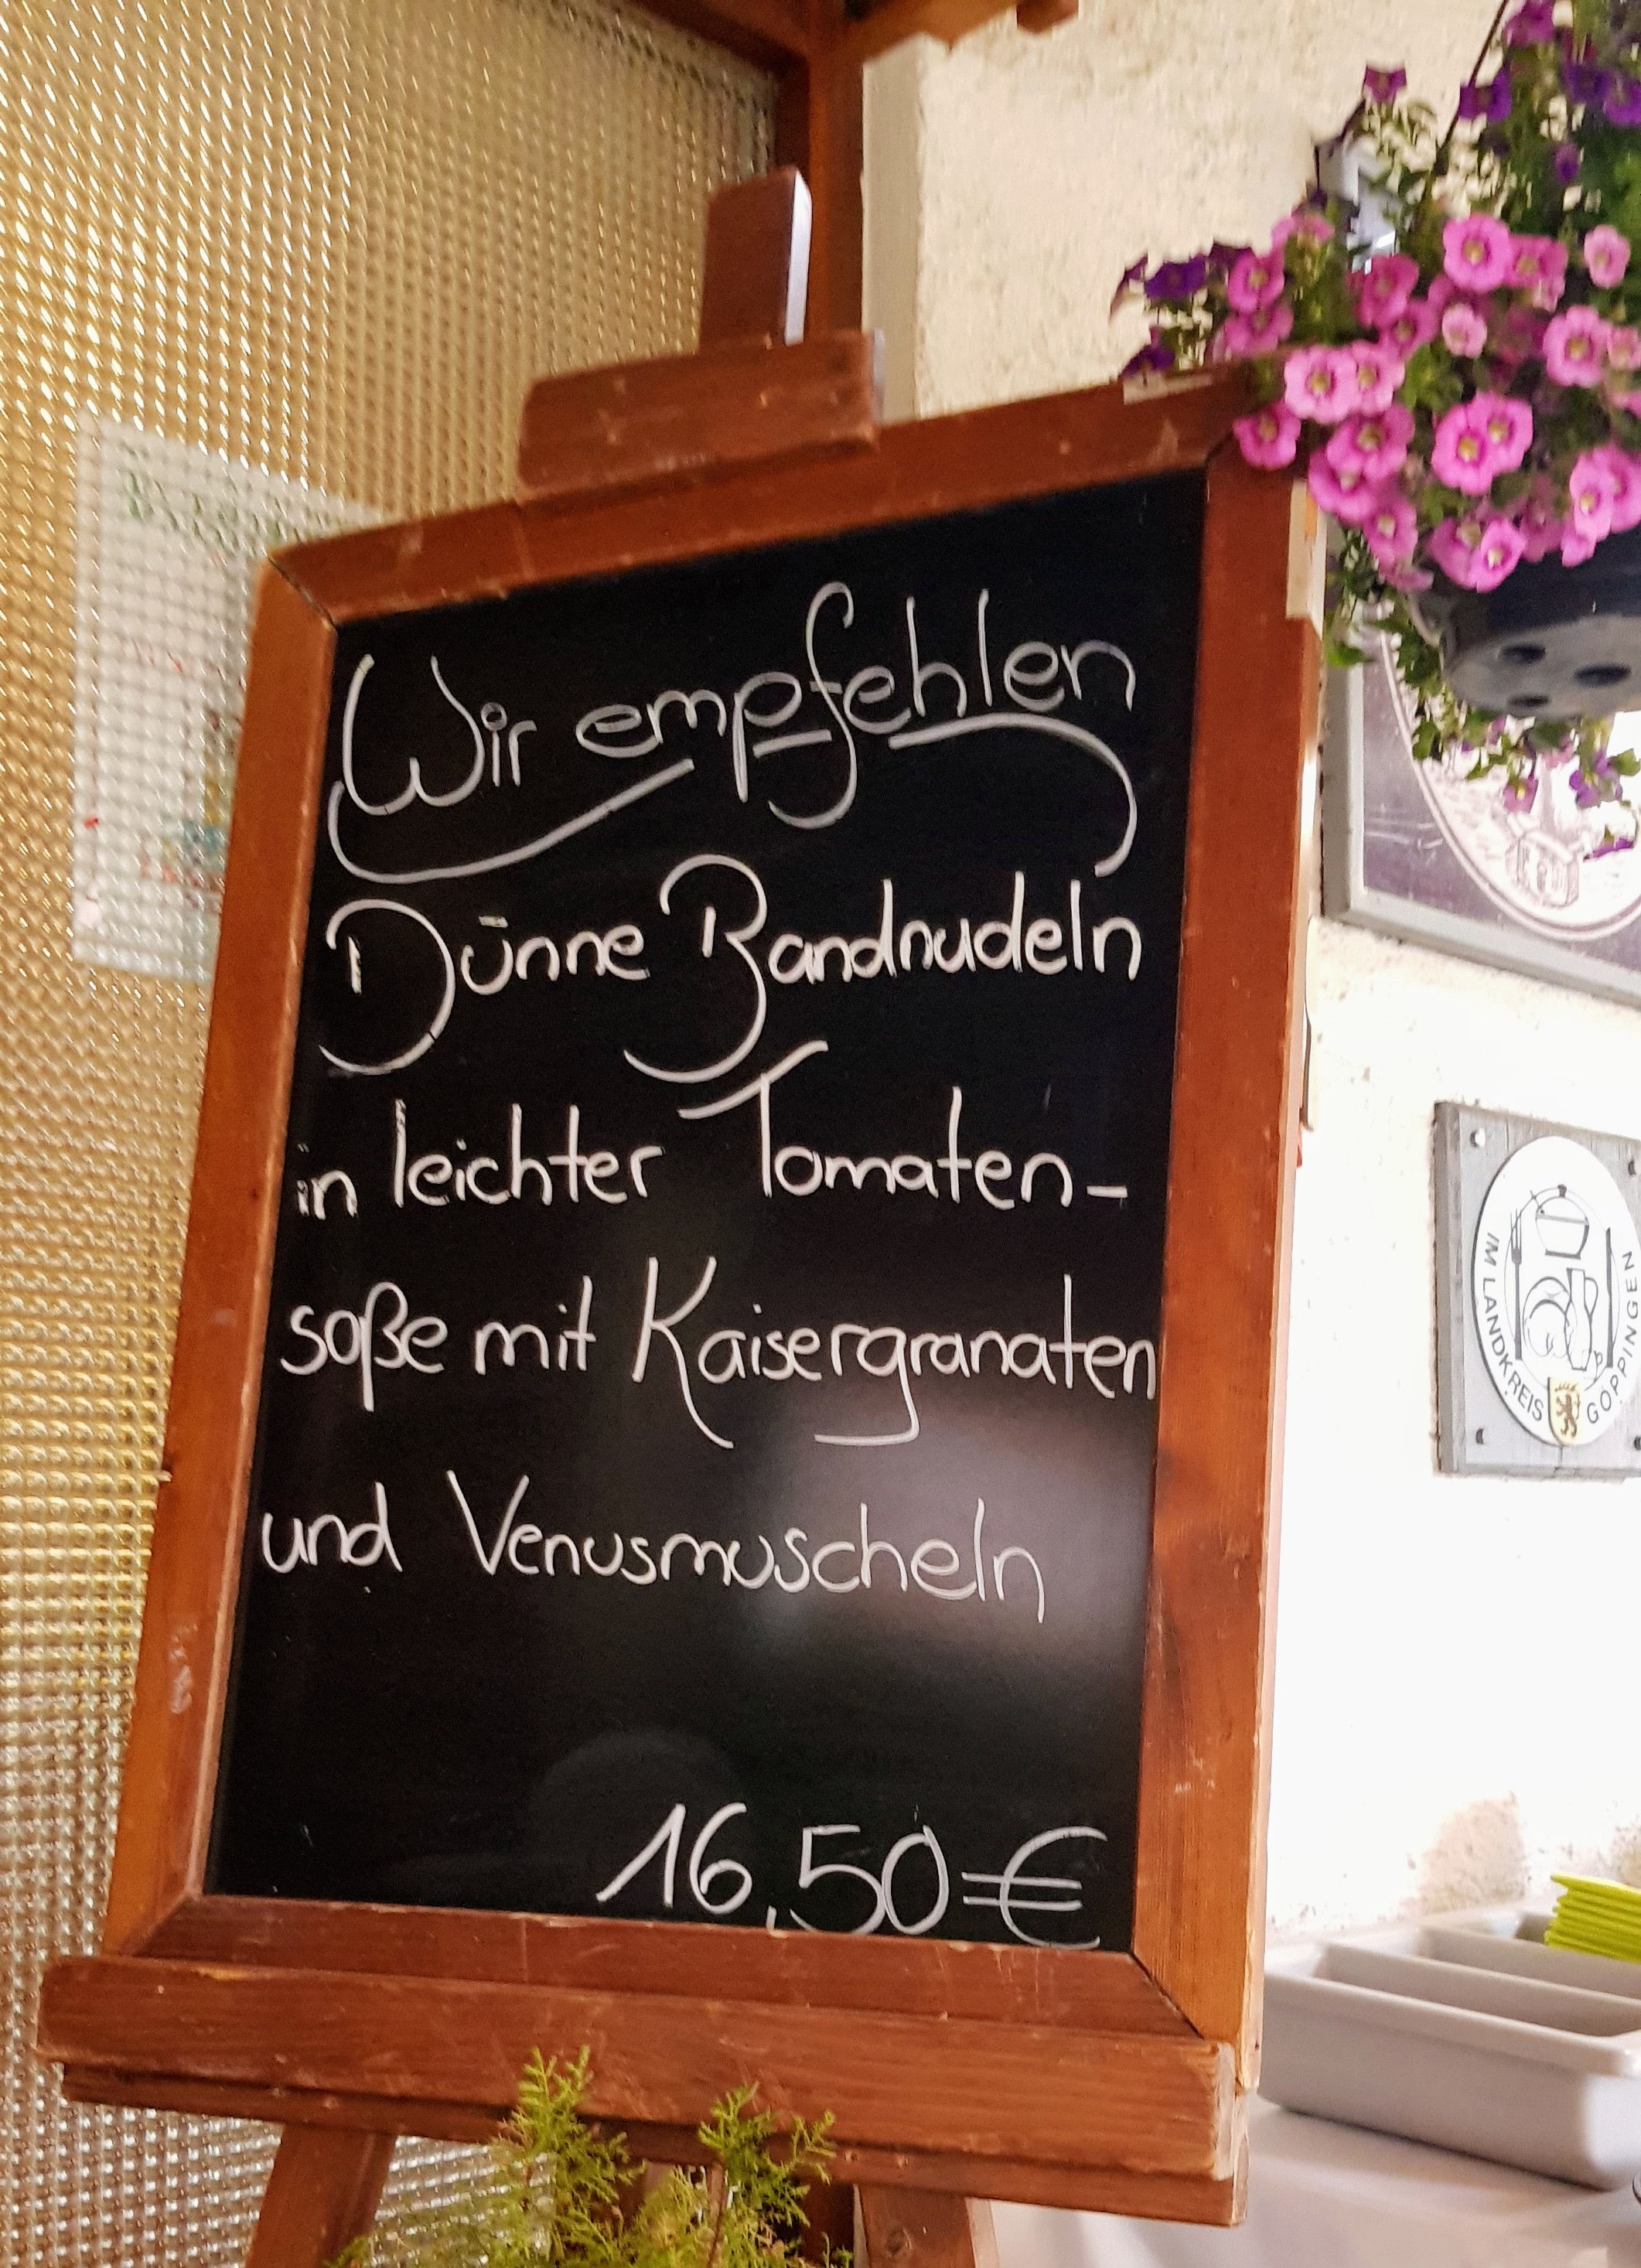 Wir empfehlen
Dünne Bandnudeln
in leichter Tomaten-
soße mit Kaisergranaten
und Venusmuscheln
16,50€
IM LANDKREIS GÖPPINGEN